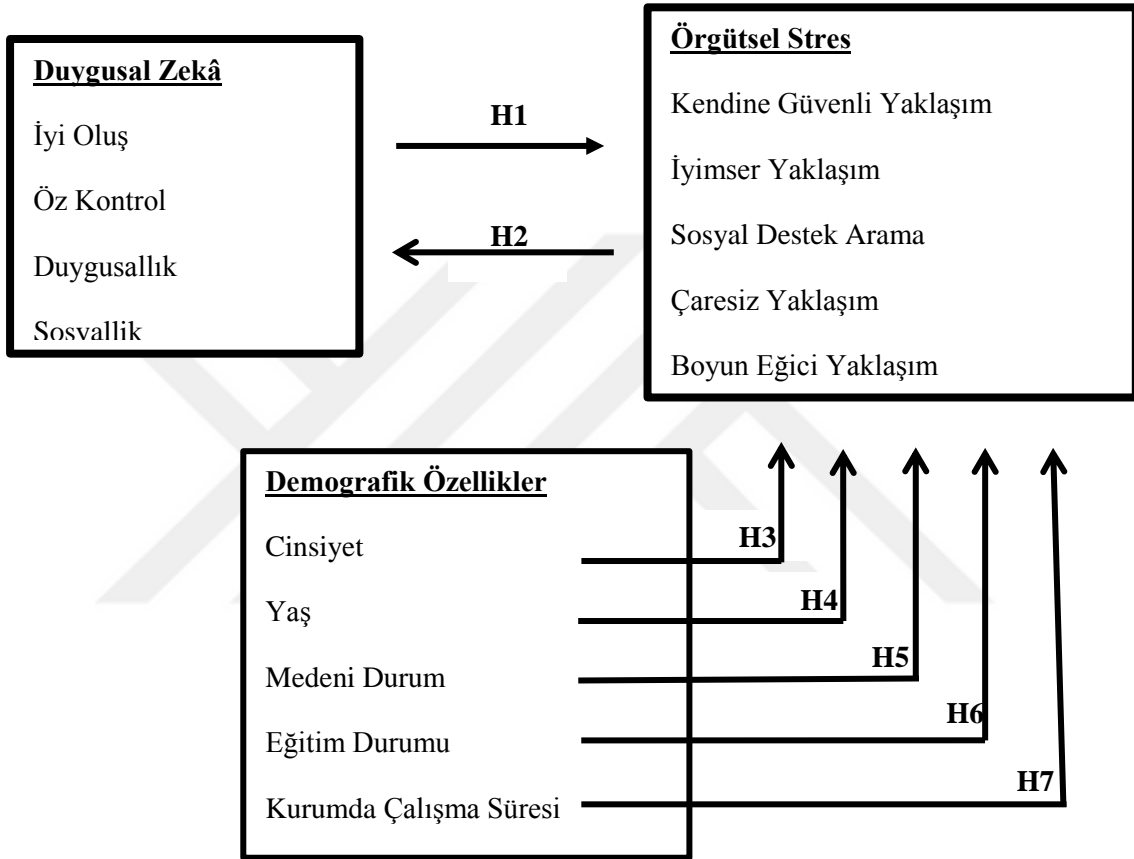 Duygusal Zekâ
İyi Oluş
Öz Kontrol
Duygusallık
Sosyallik
H1
H2
Örgütsel Stres
Kendine Güvenli Yaklaşım
İyimser Yaklaşım
Sosyal Destek Arama
Çaresiz Yaklaşım
Boyun Eğici Yaklaşım
Demografik Özellikler
Cinsiyet
Yaş
Medeni Durum
Eğitim Durumu
Kurumda Çalışma Süresi
H3
H4
H5
H6
H7